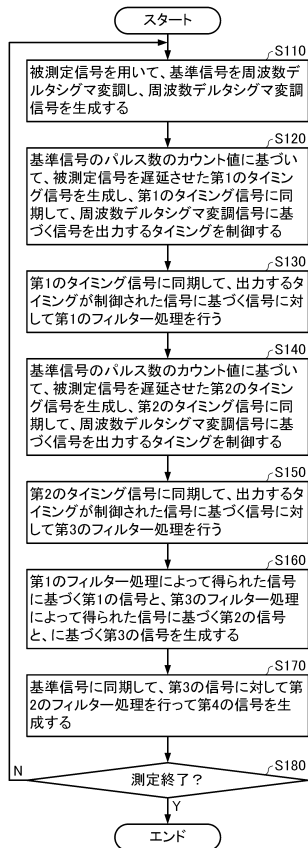 スタート
S110
被測定信号を用いて、基準信号を周波数デ
ルタシグマ変調し、周波数デルタシグマ変調
信号を生成する
S120
基準信号のパルス数のカウント値に基づい
て、被測定信号を遅延させた第1のタイミ
ング信号を生成し、第1のタイミング信号に同
期して、周波数デルタシグマ変調信号に基
づく信号を出力するタイミングを制御する
S130
第1のタイミング信号に同期して、出力するタ
イミングが制御された信号に基づく信号に対
して第1のフィルター処理を行う
S140
基準信号のパルス数のカウント値に基づい
て、被測定信号を遅延させた第2のタイミ
ング信号を生成し、第2のタイミング信号に同
期して、周波数デルタシグマ変調信号に基
づく信号を出力するタイミングを制御する
S150
第2のタイミング信号に同期して、出力する
タイミングが制御された信号に基づく信号に
対して第3のフィルター処理を行う
S160
第1のフィルター処理によって得られた信号
に基づく第1の信号と、第3のフィルター処理
によって得られた信号に基づく第2の信号
と、に基づく第3の信号を生成する
S170
基準信号に同期して、第3の信号に対して第
2のフィルター処理を行って第4の信号を生
成する
S180
測定終了？
N
Y
エンド